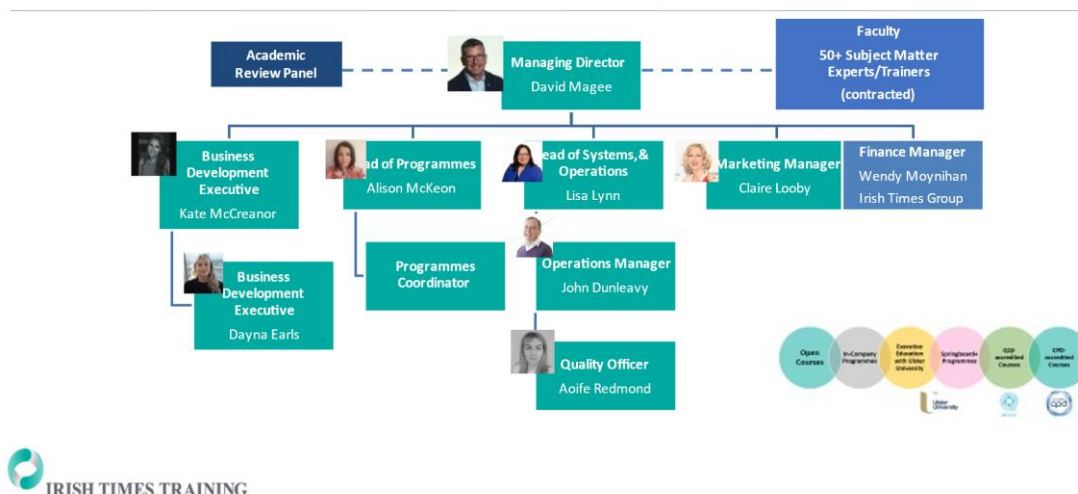 Academic
Review Panel
Managing Director
David Magee
Faculty
50+ Subject Matter
Experts/Trainers
(contracted)
Business
Development
Executive
Kate McCreanor
ad of Programmes
Alison McKeon
ead of Systems,&
Operations
Lisa Lynn
Marketing Manager
Claire Looby
Finance Manager
Wendy Moynihan
Irish Times Group
Business
Development
Executive
Dayna Earls
Programmes
Coordinator
Operations Manager
John Dunleavy
Quality Officer
Aoife Redmond
Open
Courses
In-Company
Programmes
Executive
Education
with Ulster
University
Springboard+
Programmes
QQI-
accredited
Courses
CPD-
accredited
Courses
Ulster
University
cpd
IRISH TIMES TRAINING